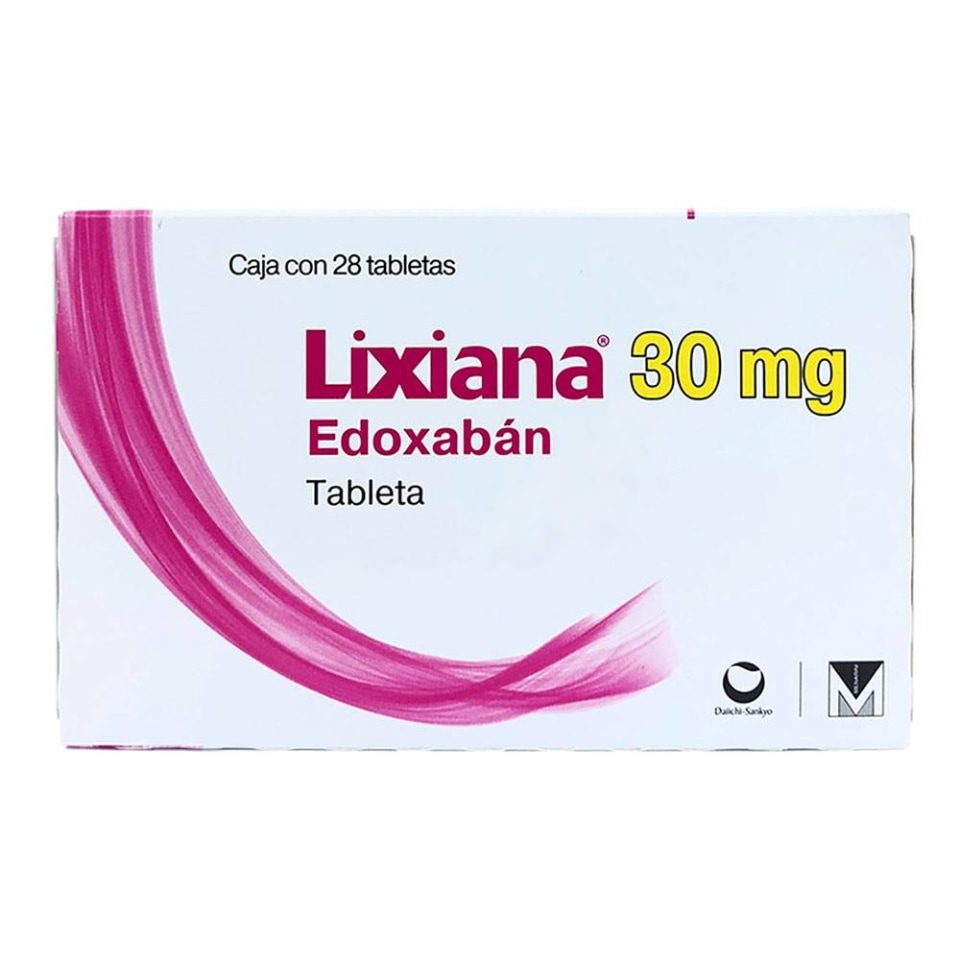 Caja con 28 tabletas
Lixiana® 30 mg
Edoxabán
Tableta
Daiichi-Sankyo